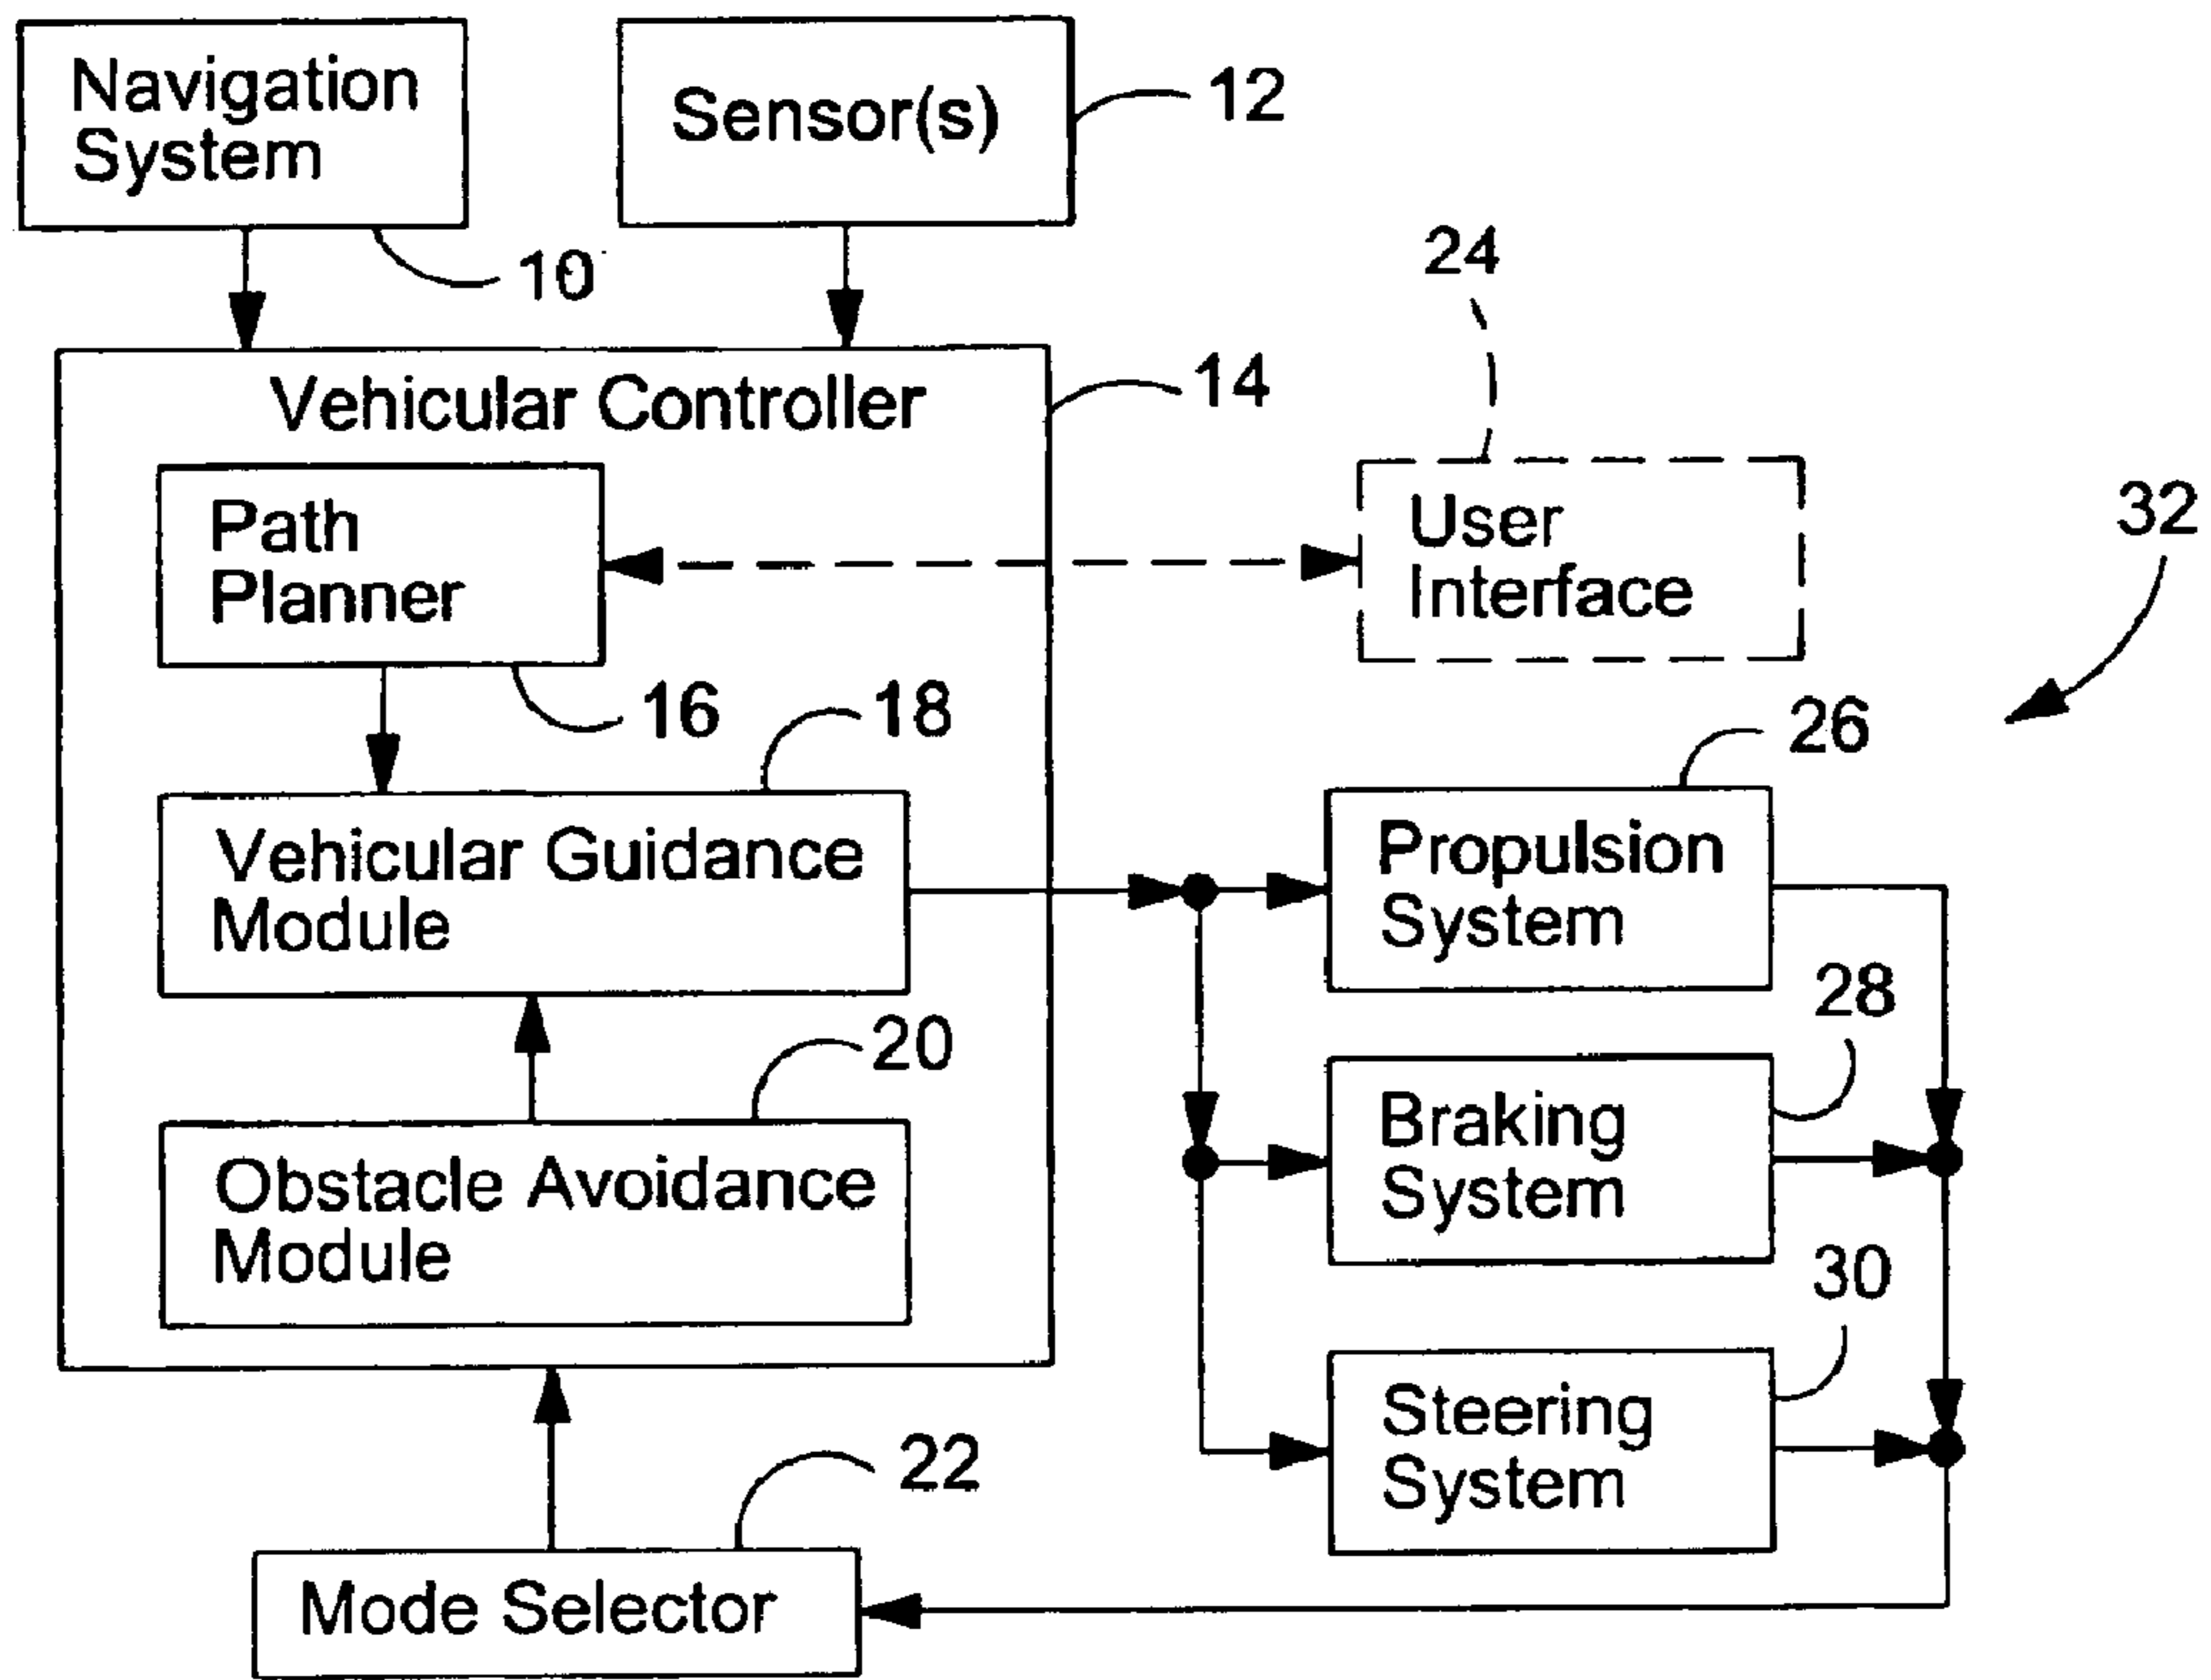 Navigation
System
10
Sensor(s)
12
Vehicular Controller
14
24
User
Interface
32
Path
Planner
16
18
Vehicular Guidance
Module
26
Propulsion
System
20
Obstacle Avoidance
Module
28
Braking
System
30
Steering
System
22
Mode Selector